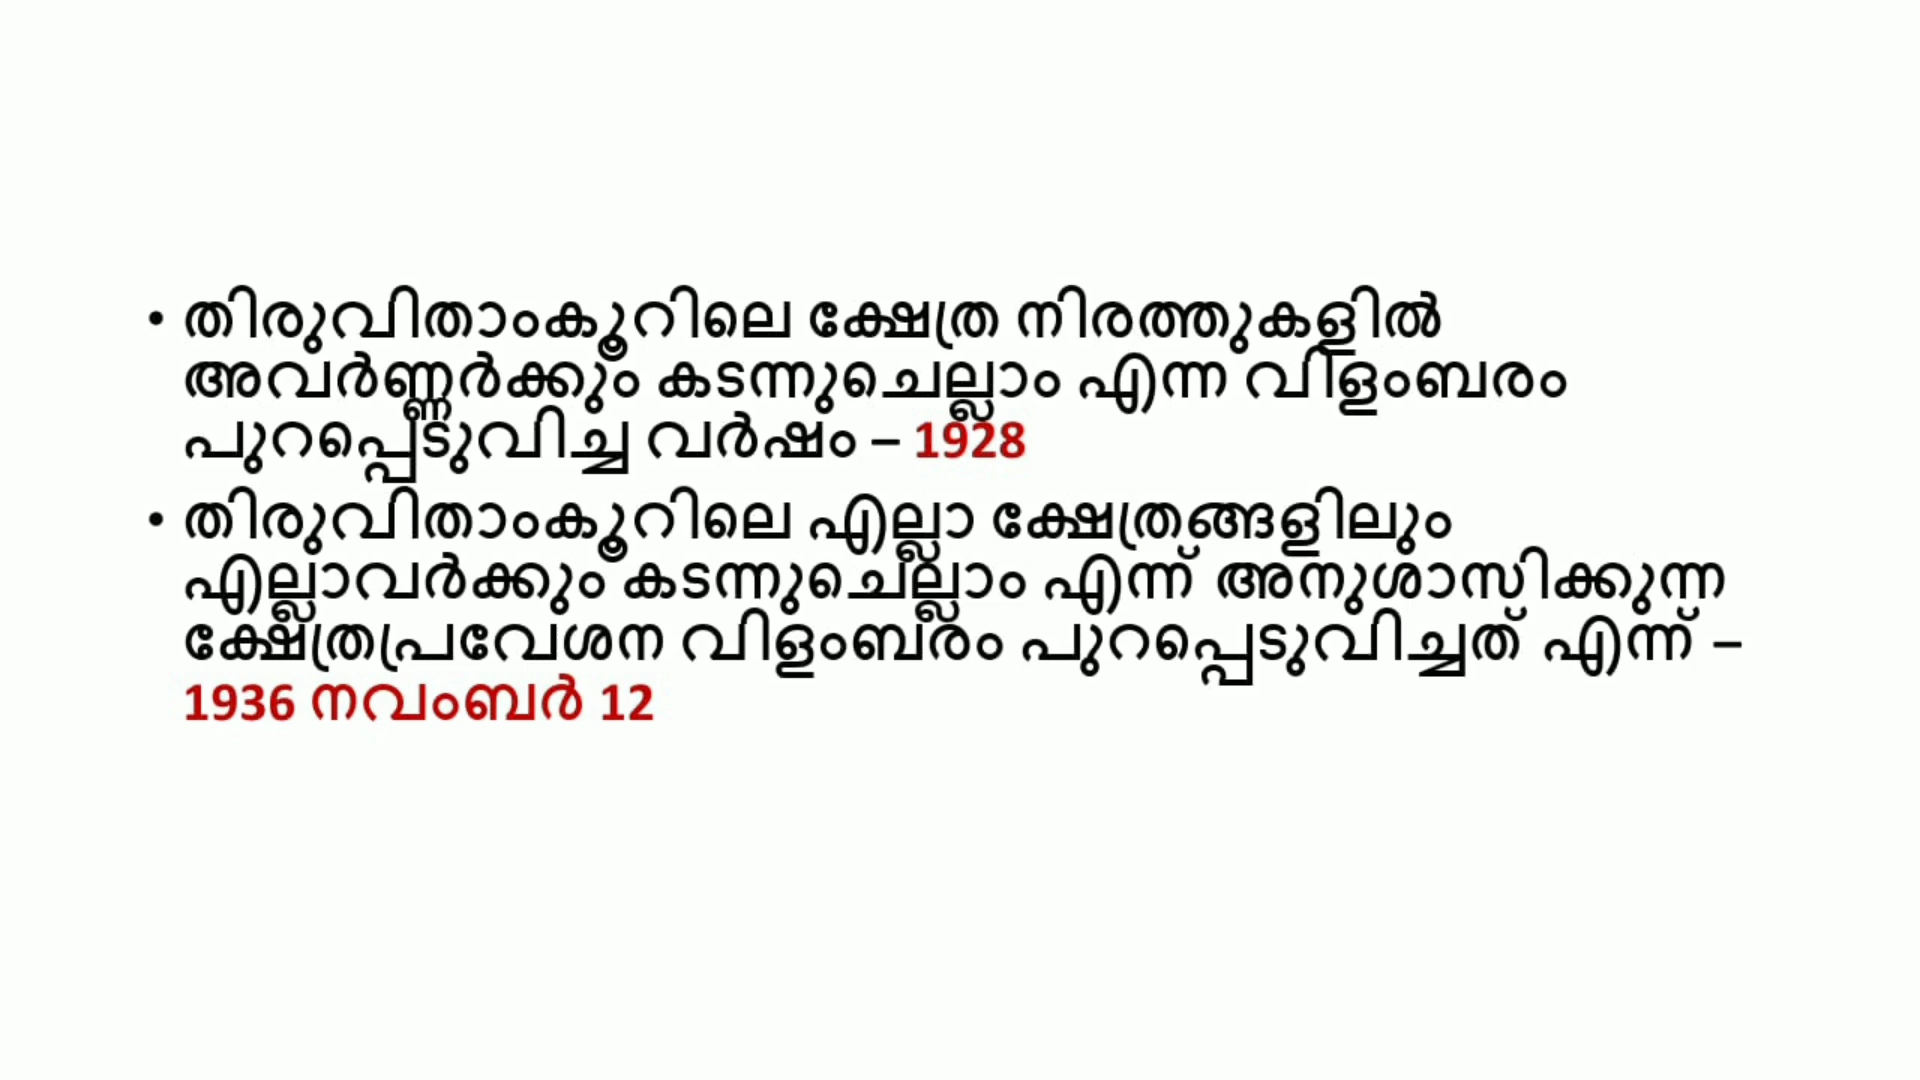 • തിരുവിതാംകൂറിലെ ക്ഷേത്ര നിരത്തുകളിൽ
അവർണ്ണർക്കും കടന്നുചെല്ലാം എന്ന വിളംബരം
പുറപ്പെടുവിച്ച വർഷം – 1928
• തിരുവിതാംകൂറിലെ എല്ലാ ക്ഷേത്രങ്ങളിലും
എല്ലാവർക്കും കടന്നുചെല്ലാം എന്ന് അനുശാസിക്കുന്ന
ക്ഷേത്രപ്രവേശന വിളംബരം പുറപ്പെടുവിച്ചത് എന്ന് –
1936 നവംബർ 12